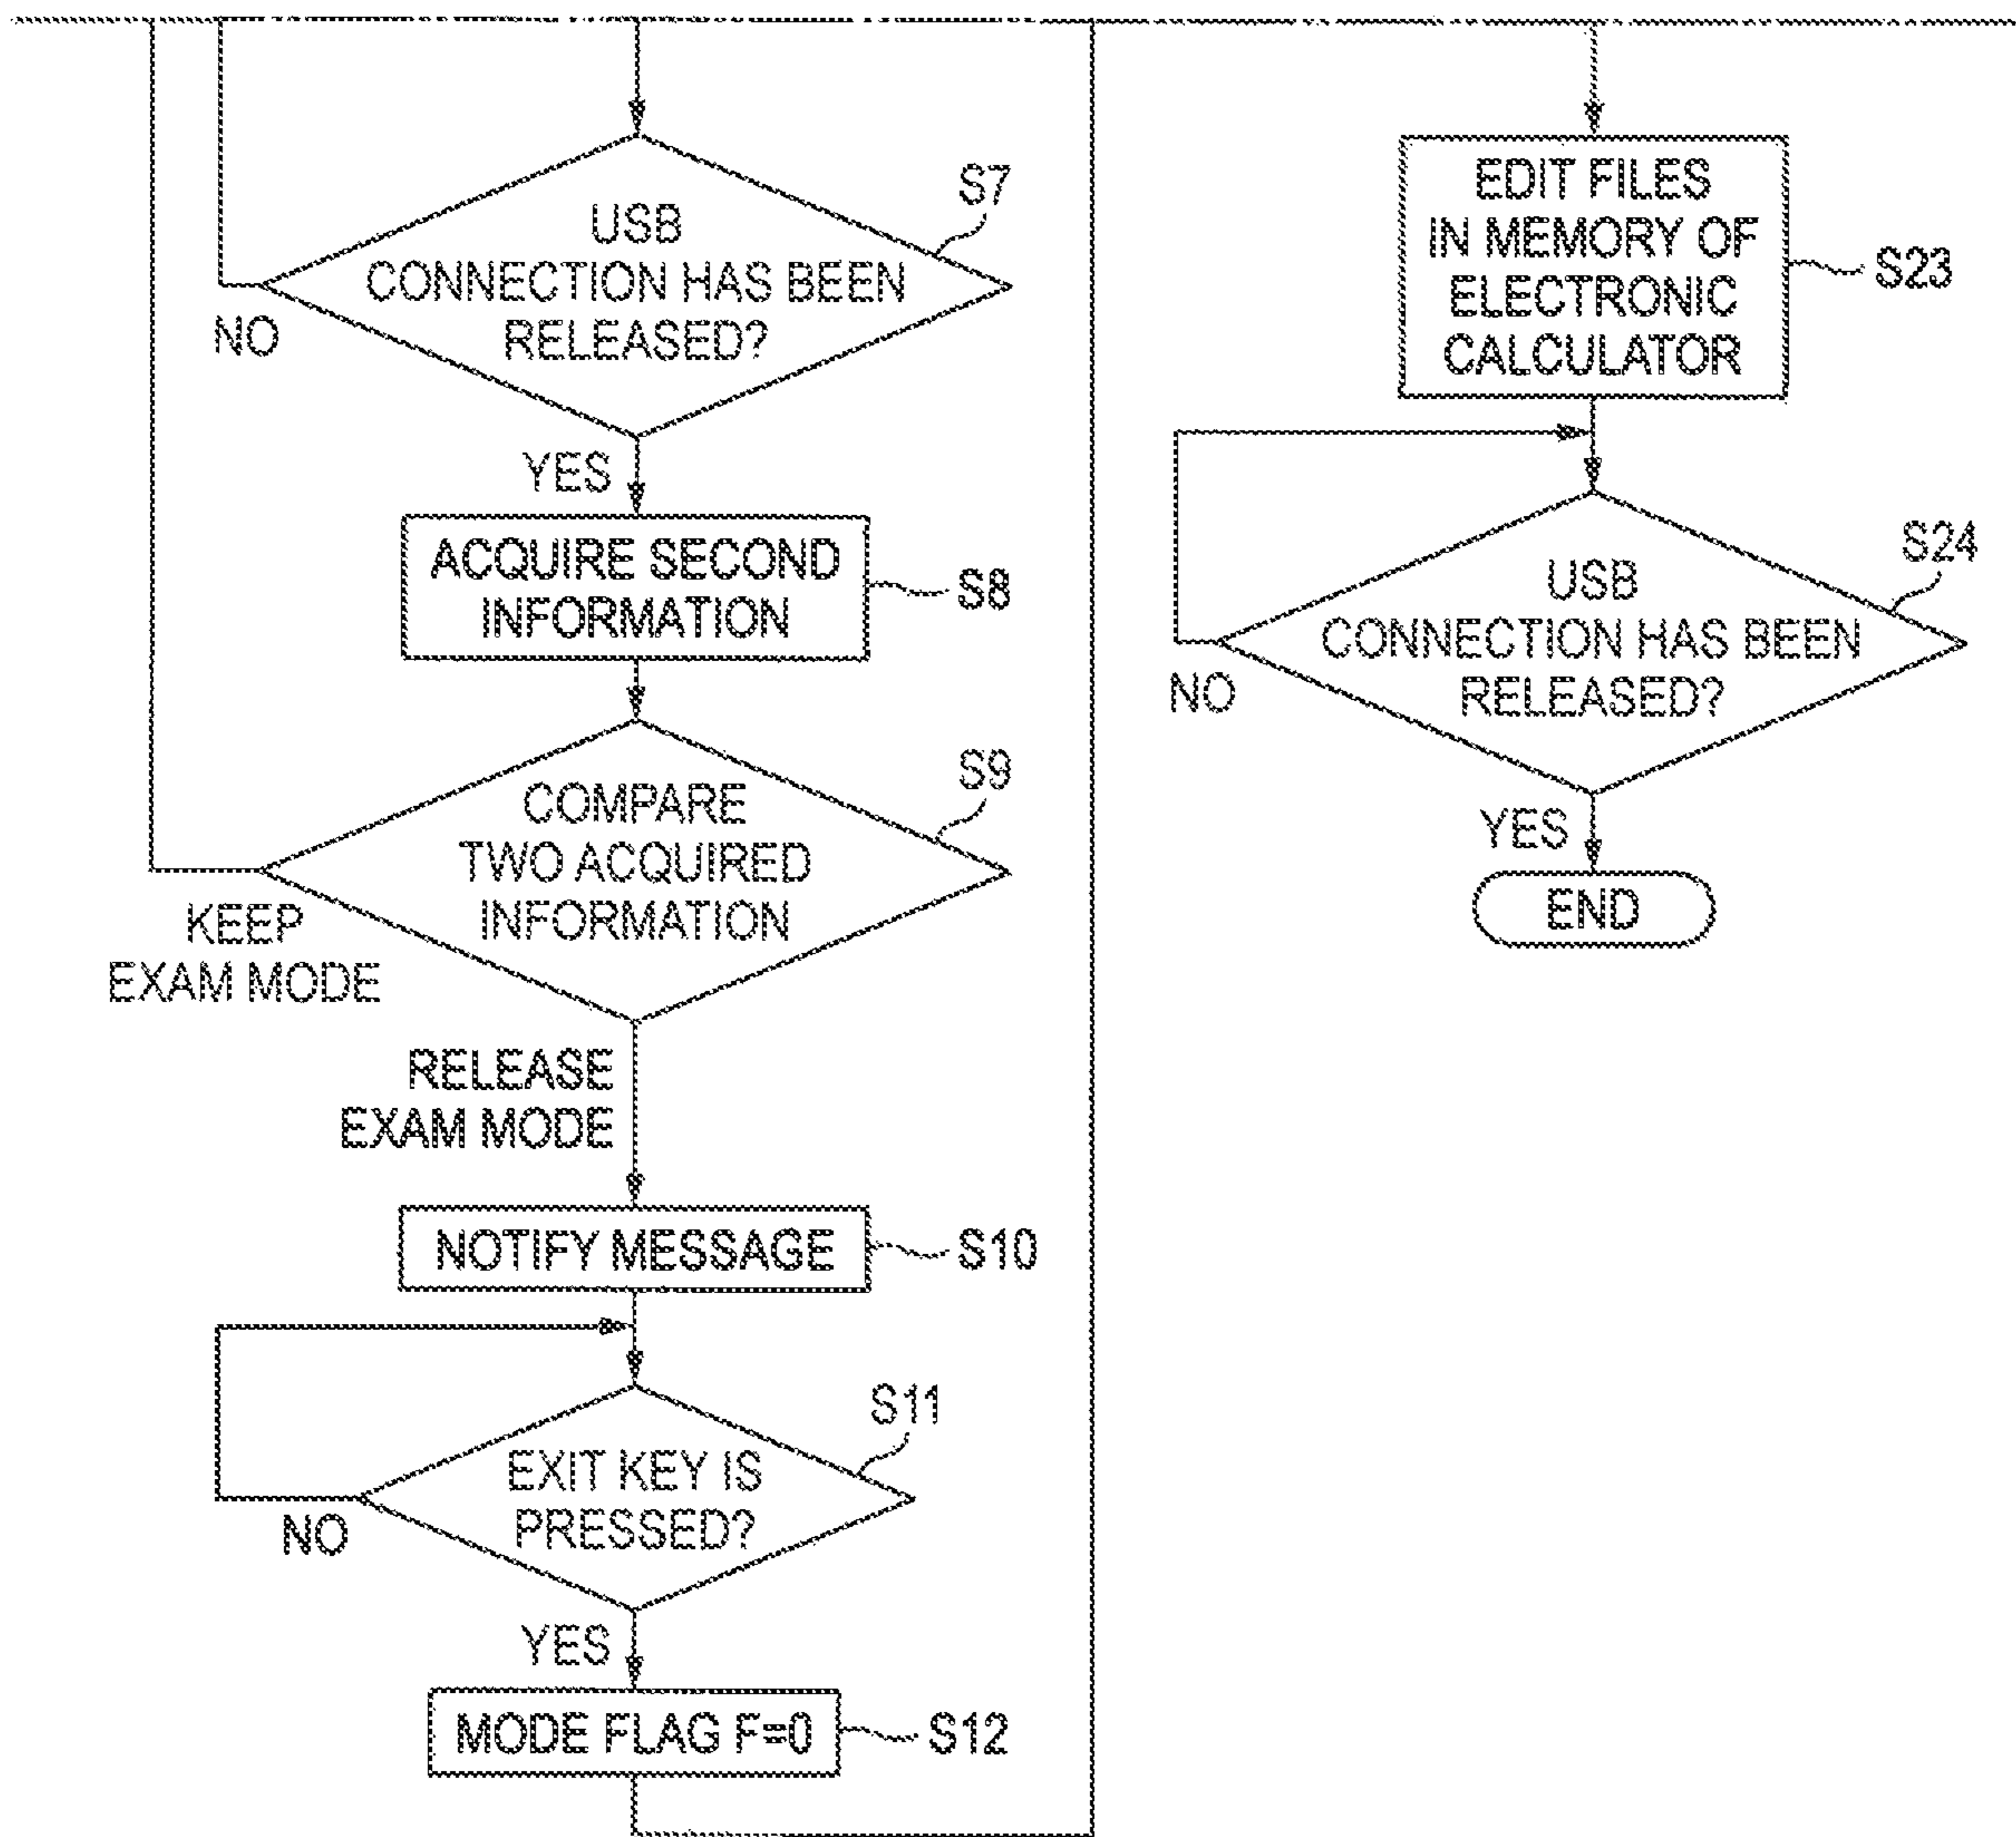 USB
CONNECTION HAS BEEN
RELEASED?
S7
NO
YES
ACQUIRE SECOND
INFORMATION
S8
COMPARE
TWO ACQUIRED
INFORMATION
S9
KEEP
EXAM MODE
RELEASE
EXAM MODE
NOTIFY MESSAGE
S10
EXIT KEY IS
PRESSED?
S11
NO
YES
MODE FLAG F=0
S12
EDIT FILES
IN MEMORY OF
ELECTRONIC
CALCULATOR
S23
USB
CONNECTION HAS BEEN
RELEASED?
S24
NO
YES
END